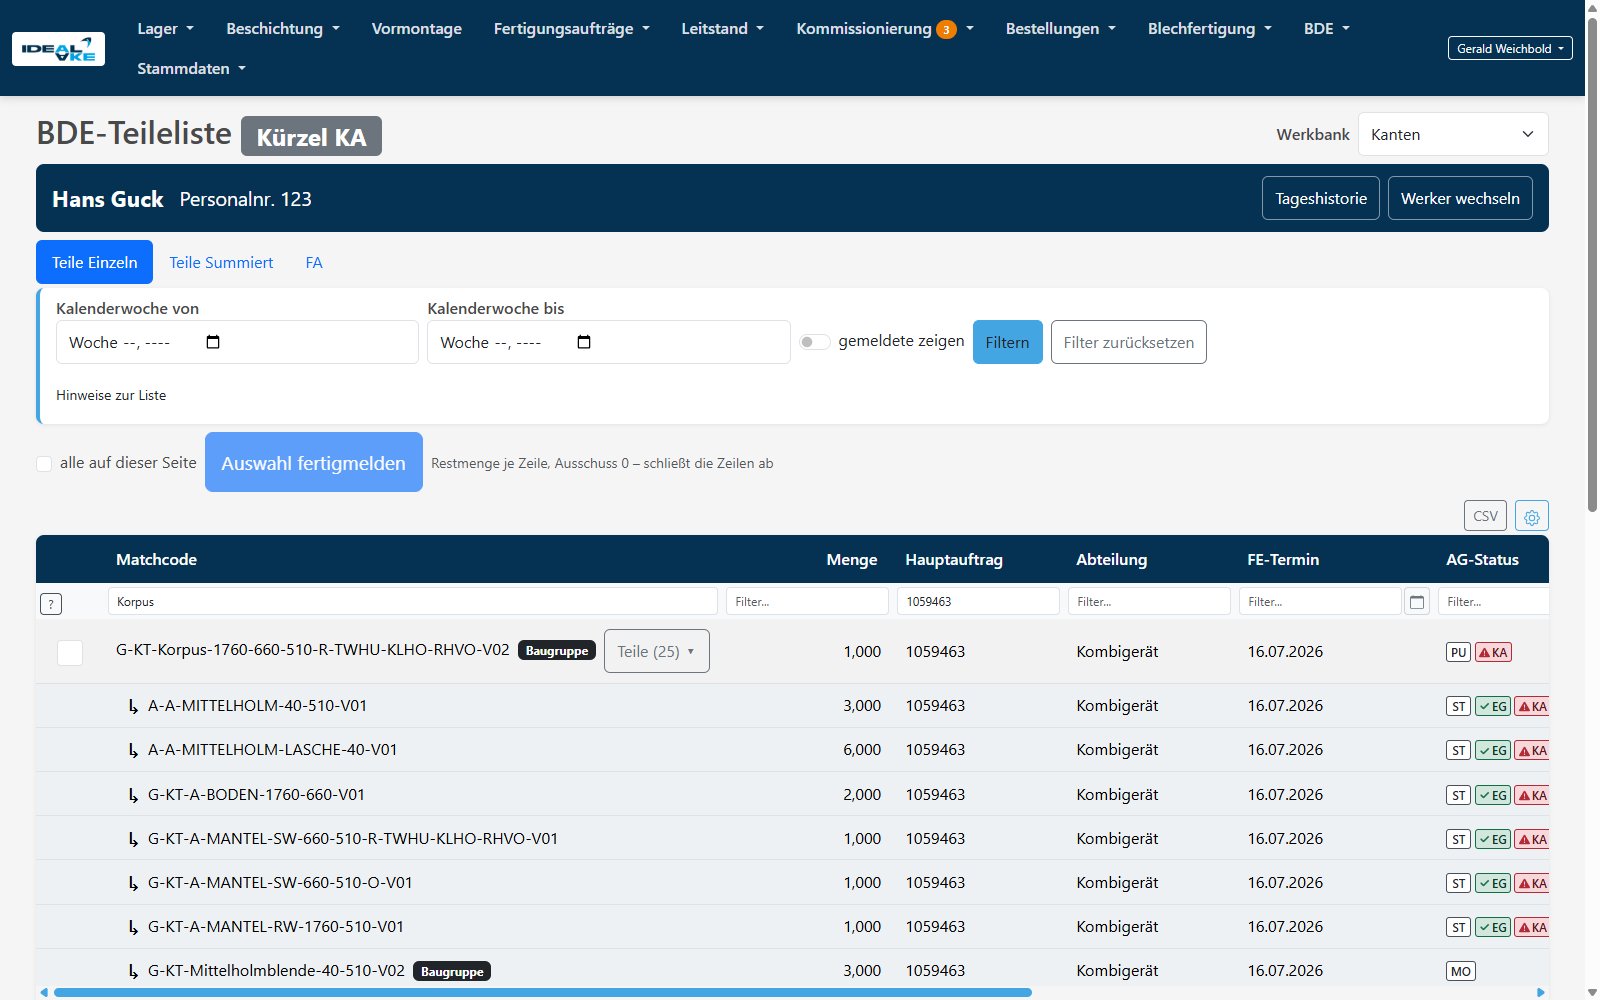 Lager Beschichtung Vormontage Fertigungsaufträge Leitstand Kommissionierung 3 Bestellungen Blechfertigung BDE
IDEAL AKE
Stammdaten
Gerald Weichbold
BDE-Teileliste Kürzel KA
Werkbank Kanten
Hans Guck Personalnr. 123 Tageshistorie Werker wechseln
Teile Einzeln Teile Summiert FA
Kalenderwoche von Kalenderwoche bis
Woche --, ---- Woche --, ---- gemeldete zeigen Filtern Filter zurücksetzen
Hinweise zur Liste
alle auf dieser Seite Auswahl fertigmelden Restmenge je Zeile, Ausschuss 0 – schließt die Zeilen ab
CSV
Matchcode Menge Hauptauftrag Abteilung FE-Termin AG-Status
? Korpus Filter... 1059463 Filter... Filter... Filter...
G-KT-Korpus-1760-660-510-R-TWHU-KLHO-RHVO-V02 Baugruppe Teile (25) 1,000 1059463 Kombigerät 16.07.2026 PU KA
A-A-MITTELHOLM-40-510-V01 3,000 1059463 Kombigerät 16.07.2026 ST EG KA
A-A-MITTELHOLM-LASCHE-40-V01 6,000 1059463 Kombigerät 16.07.2026 ST EG KA
G-KT-A-BODEN-1760-660-V01 2,000 1059463 Kombigerät 16.07.2026 ST EG KA
G-KT-A-MANTEL-SW-660-510-R-TWHU-KLHO-RHVO-V01 1,000 1059463 Kombigerät 16.07.2026 ST EG KA
G-KT-A-MANTEL-SW-660-510-O-V01 1,000 1059463 Kombigerät 16.07.2026 ST EG KA
G-KT-A-MANTEL-RW-1760-510-V01 1,000 1059463 Kombigerät 16.07.2026 ST EG KA
G-KT-Mittelholmblende-40-510-V02 Baugruppe 3,000 1059463 Kombigerät 16.07.2026 MO